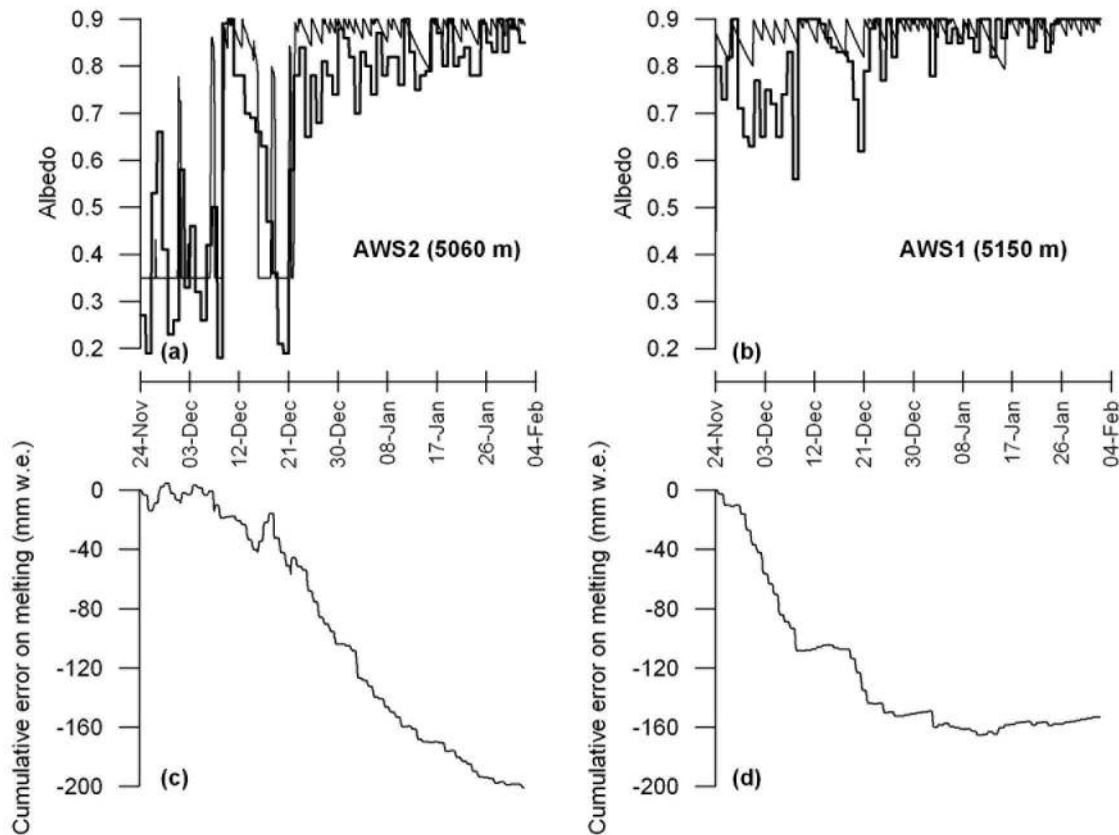 Albedo
0.9
0.8
0.7
0.6
0.5
0.4
0.3
0.2
AWS2 (5060 m)
(a)
24-Nov
03-Dec
12-Dec
21-Dec
30-Dec
08-Jan
17-Jan
26-Jan
04-Feb
Albedo
0.9
0.8
0.7
0.6
0.5
0.4
0.3
0.2
AWS1 (5150 m)
(b)
24-Nov
03-Dec
12-Dec
21-Dec
30-Dec
08-Jan
17-Jan
26-Jan
04-Feb
Cumulative error on melting (mm w.e.)
0
-40
-80
-120
-160
-200
(c)
Cumulative error on melting (mm w.e.)
0
-40
-80
-120
-160
-200
(d)